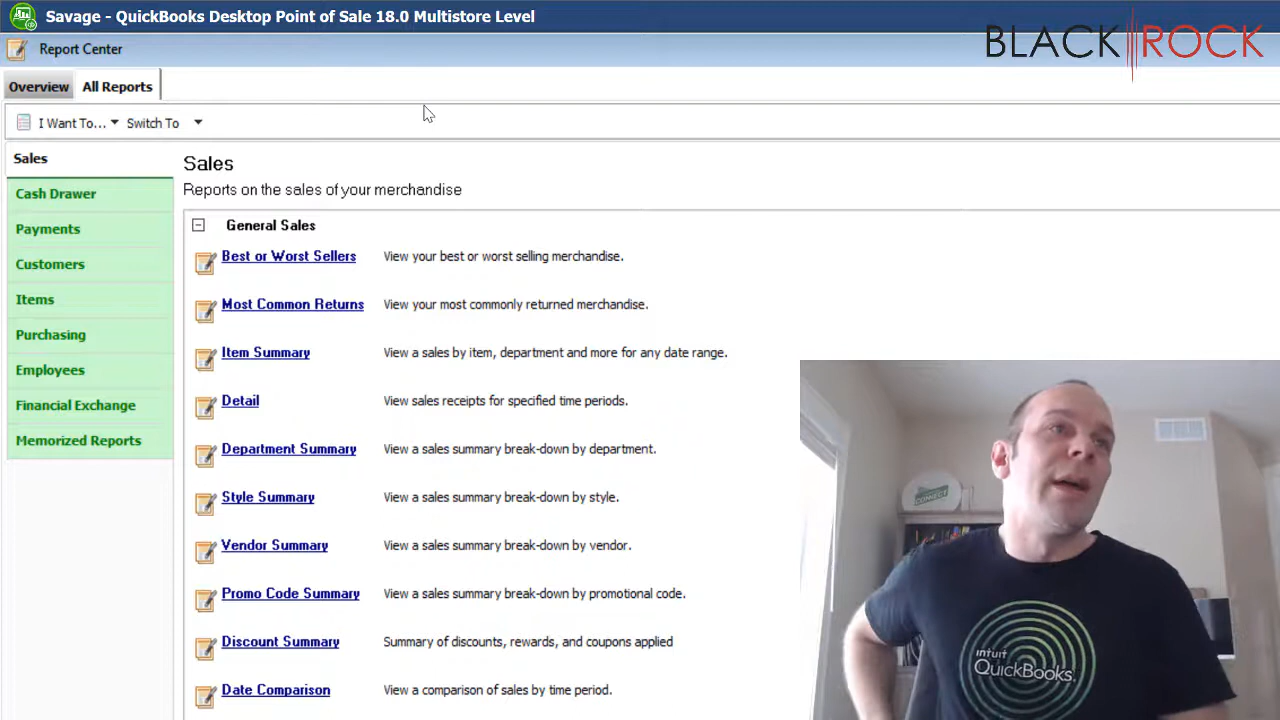 Savage - QuickBooks Desktop Point of Sale 18.0 Multistore Level
BLACK ROCK
Report Center
Overview All Reports
I Want To... Switch To
Sales
Cash Drawer
Payments
Customers
Items
Purchasing
Employees
Financial Exchange
Memorized Reports
Sales
Reports on the sales of your merchandise
General Sales
Best or Worst Sellers View your best or worst selling merchandise.
Most Common Returns View your most commonly returned merchandise.
Item Summary View a sales by item, department and more for any date range.
Detail View sales receipts for specified time periods.
Department Summary View a sales summary break-down by department.
Style Summary View a sales summary break-down by style.
Vendor Summary View a sales summary break-down by vendor.
Promo Code Summary View a sales summary break-down by promotional code.
Discount Summary Summary of discounts, rewards, and coupons applied
Date Comparison View a comparison of sales by time period.
CONNECT
intuit
QuickBooks.